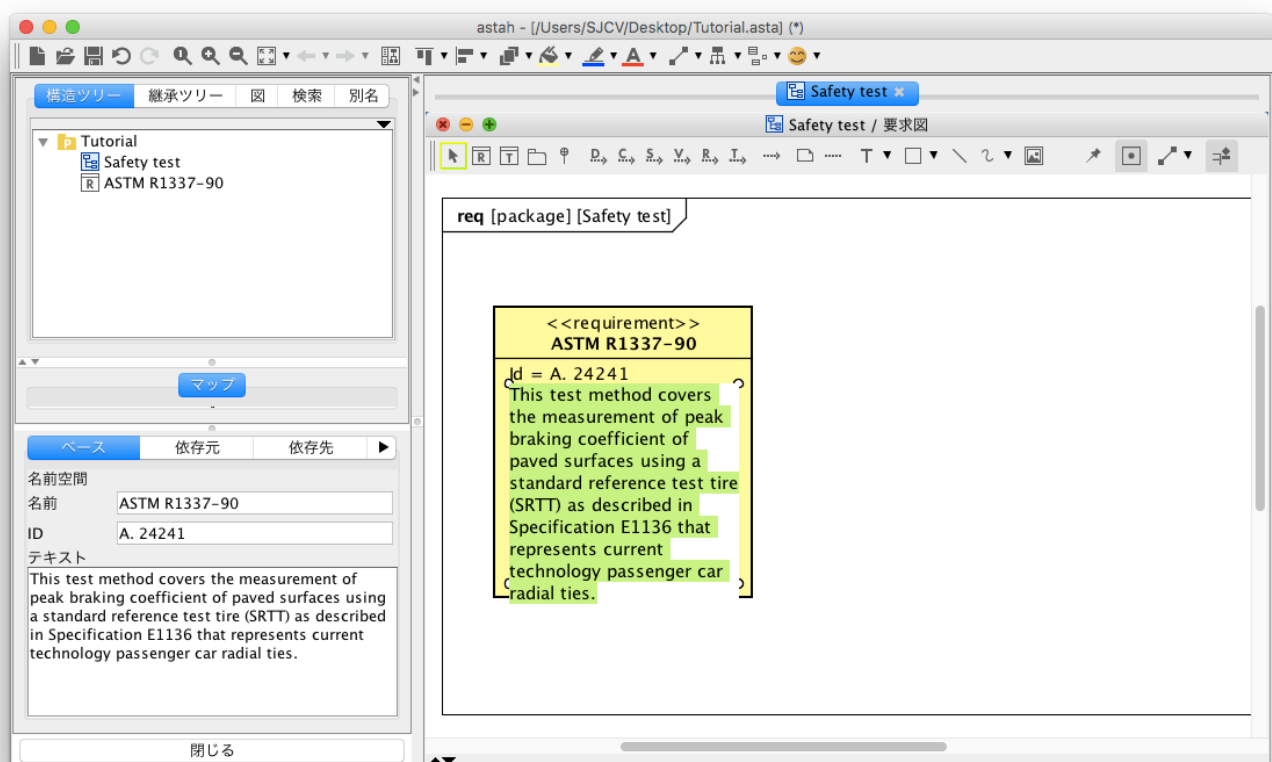 astah - [/Users/SJCV/Desktop/Tutorial.asta] (*)
構造ツリー 継承ツリー 図 検索 別名
Tutorial
Safety test
R ASTM R1337-90
マップ
-
ベース 依存元 依存先
名前空間
名前 ASTM R1337-90
ID A. 24241
テキスト
This test method covers the measurement of
peak braking coefficient of paved surfaces using
a standard reference test tire (SRTT) as described
in Specification E1136 that represents current
technology passenger car radial ties.
閉じる
Safety test
Safety test / 要求図
R T D C S V R I T
req [package] [Safety test]
<<requirement>>
ASTM R1337-90
Id = A. 24241
This test method covers
the measurement of peak
braking coefficient of
paved surfaces using a
standard reference test tire
(SRTT) as described in
Specification E1136 that
represents current
technology passenger car
radial ties.